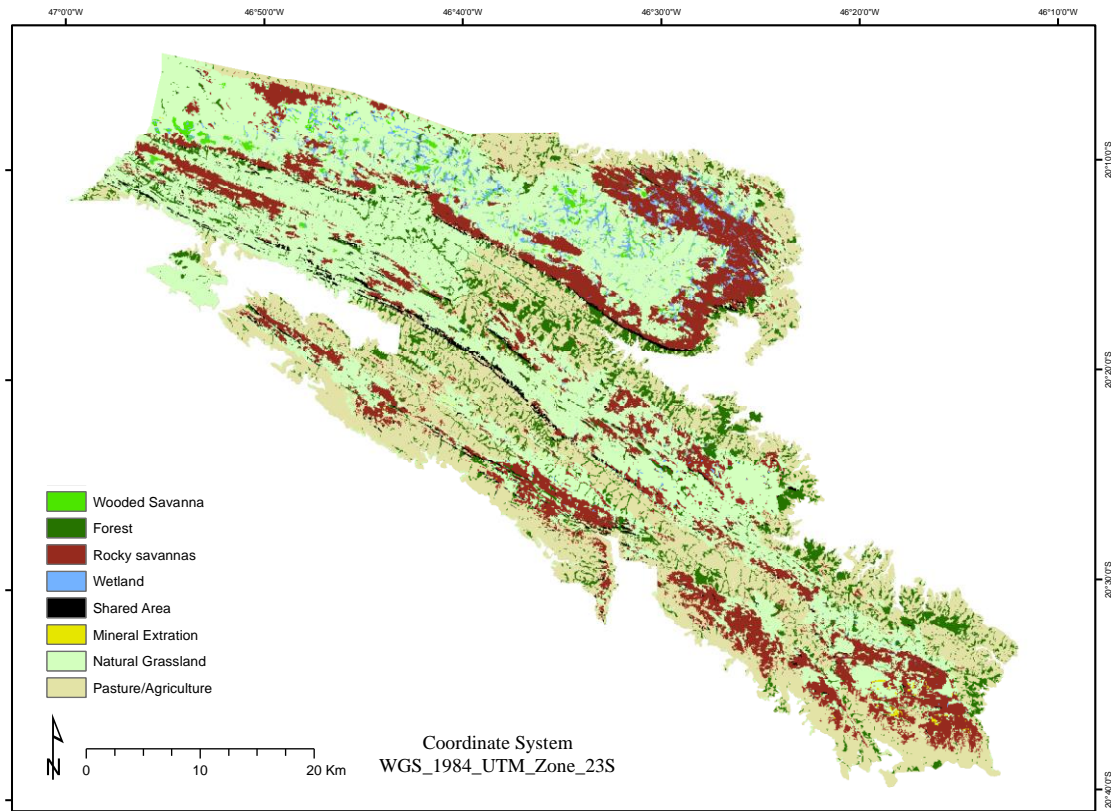 47°0'0"W 46°50'0"W 46°40'0"W 46°30'0"W 46°20'0"W 46°10'0"W
20°10'0"S
20°20'0"S
20°30'0"S
20°40'0"S
Wooded Savanna
Forest
Rocky savannas
Wetland
Shared Area
Mineral Extration
Natural Grassland
Pasture/Agriculture
N
0 10 20 Km
Coordinate System
WGS_1984_UTM_Zone_23S